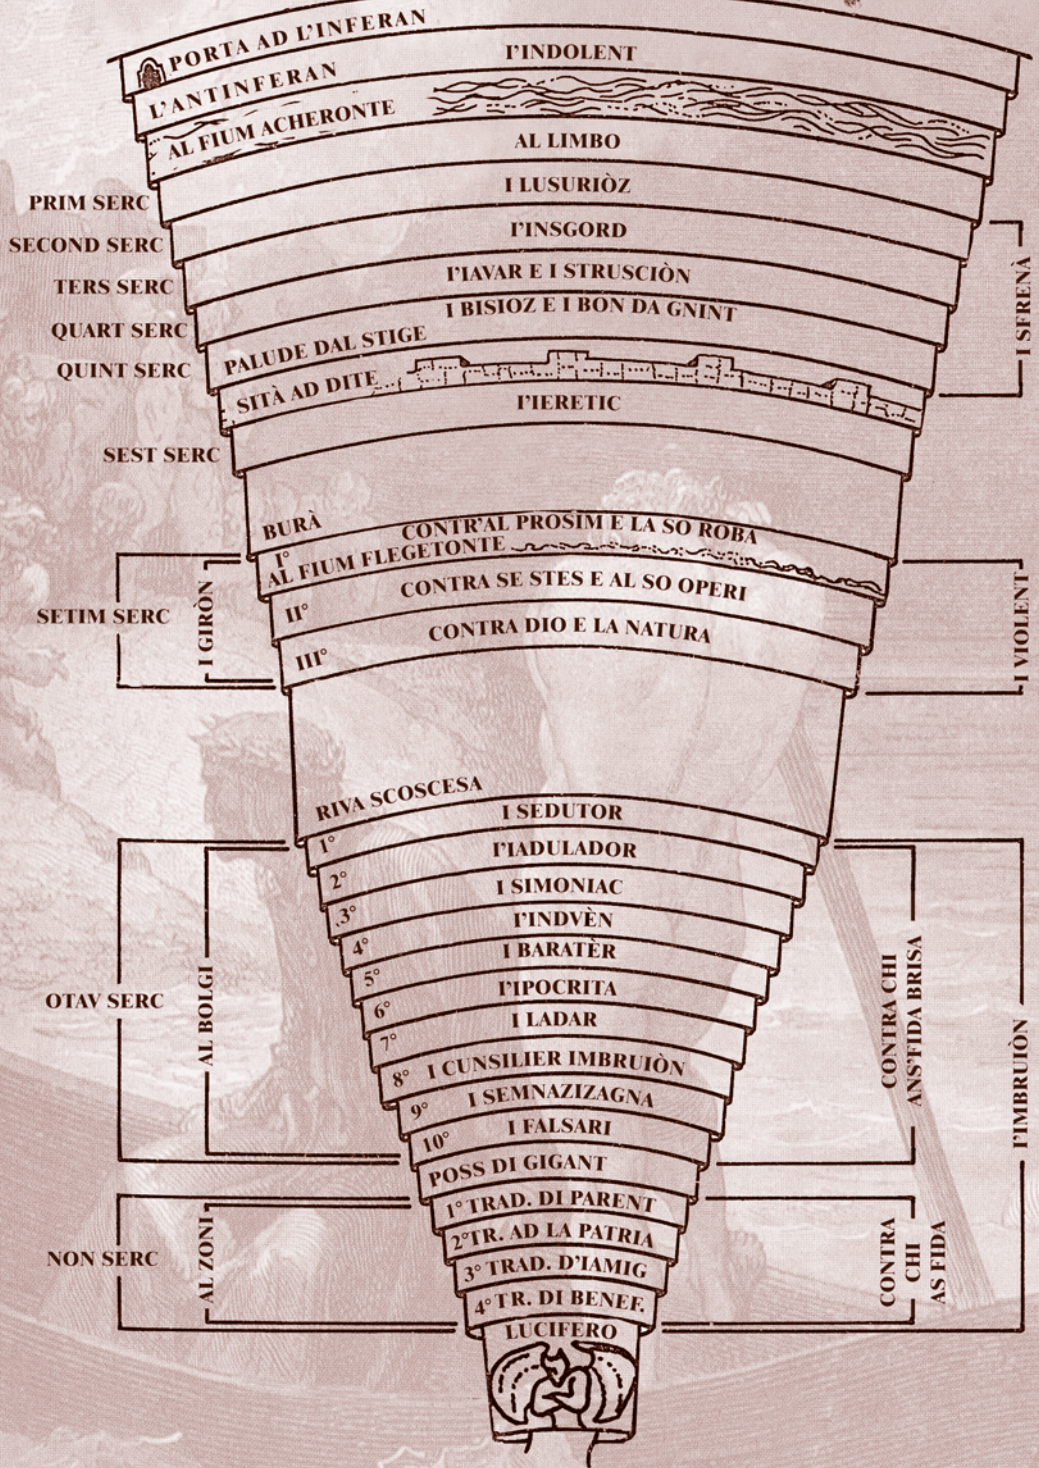 PORTA AD L'INFERAN
L'ANTINFERAN
I'INDOLENT
AL FIUM ACHERONTE
AL LIMBO
PRIM SERC
I LUSURIÒZ
SECOND SERC
I'INSGORD
TERS SERC
I'IAVAR E I STRUSCIÒN
QUART SERC
I BISIOZ E I BON DA GNINT
PALUDE DAL STIGE
QUINT SERC
I SFRENÀ
SITÀ AD DITE
I'IERETIC
SEST SERC
BURÀ
CONTR'AL PROSIM E LA SO ROBA
I°
AL FIUM FLEGETONTE
CONTRA SE STES E AL SO OPERI
II°
CONTRA DIO E LA NATURA
III°
SETIM SERC
I GIRÒN
I VIOLENT
RIVA SCOSCESA
I SEDUTOR
1°
I'IADULADOR
2°
I SIMONIAC
3°
I'INDVÈN
4°
I BARATÈR
5°
I'IPOCRITA
6°
I LADAR
7°
I CUNSILIER IMBRUIÒN
8°
I SEMNAZIZAGNA
9°
I FALSARI
10°
OTAV SERC
AL BOLGI
CONTRA CHI
ANS'FIDA BRISA
I'IMBRUIÒN
POSS DI GIGANT
1° TRAD. DI PARENT
2° TR. AD LA PATRIA
3° TRAD. D'IAMIG
4° TR. DI BENEF.
NON SERC
AL ZONI
CONTRA
CHI
AS FIDA
LUCIFERO